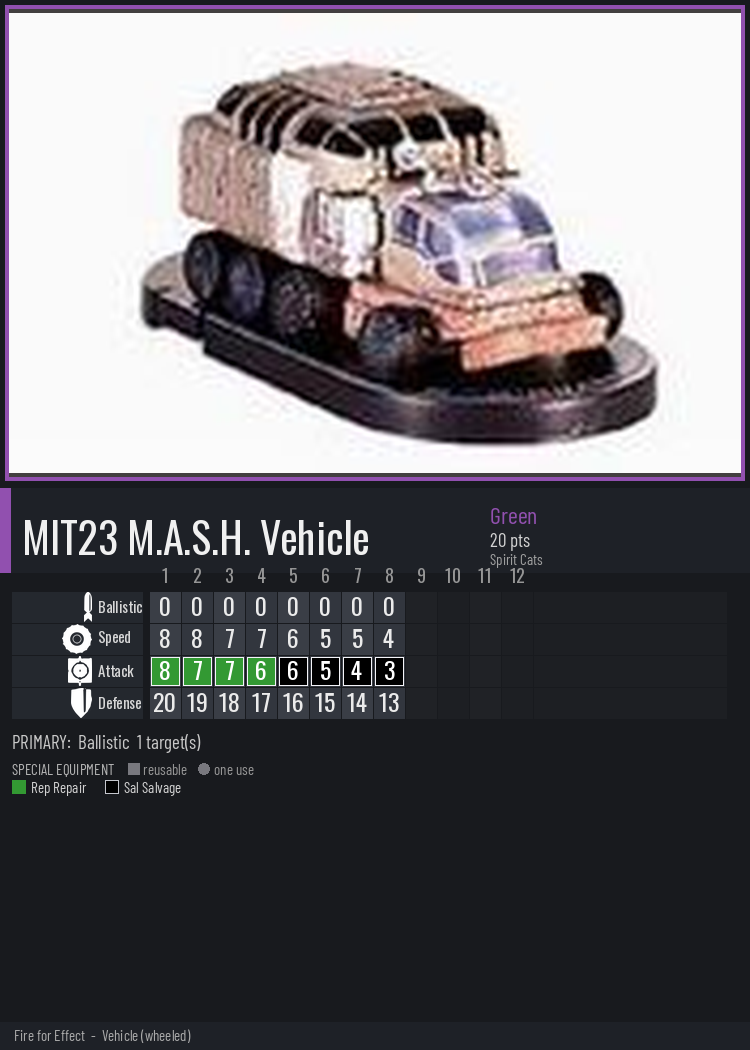 MIT23 M.A.S.H. Vehicle
Green
20 pts
Spirit Cats
1 2 3 4 5 6 7 8 9 10 11 12
Ballistic 0 0 0 0 0 0 0 0
Speed 8 8 7 7 6 5 5 4
Attack 8 7 7 6 6 5 4 3
Defense 20 19 18 17 16 15 14 13
PRIMARY: Ballistic 1 target(s)
SPECIAL EQUIPMENT reusable one use
Rep Repair Sal Salvage
Fire for Effect - Vehicle (wheeled)